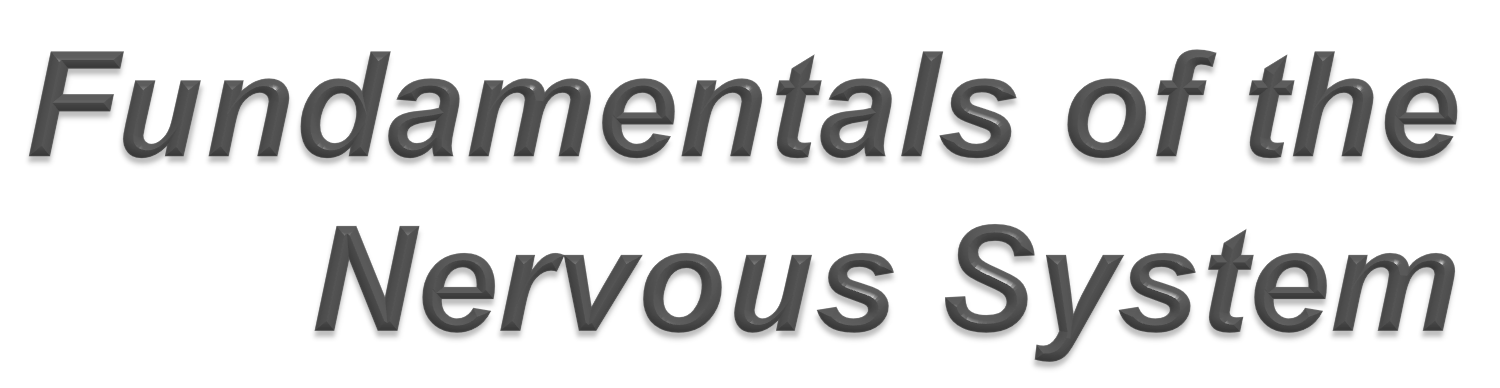 Fundamentals of the
Nervous System